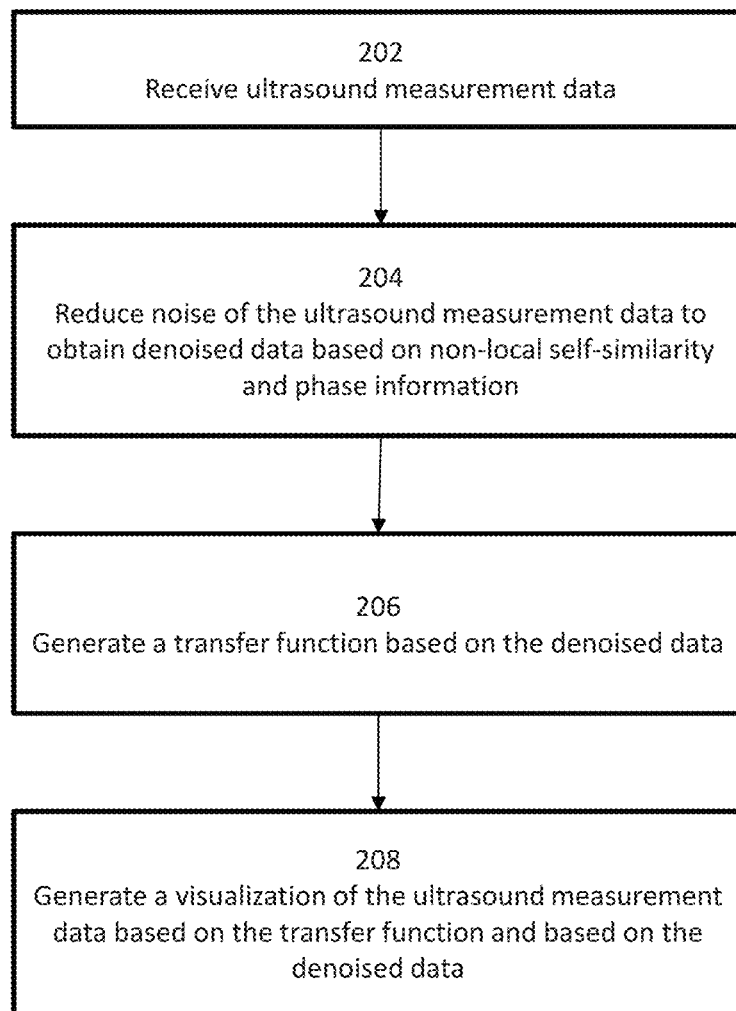 202
Receive ultrasound measurement data
204
Reduce noise of the ultrasound measurement data to
obtain denoised data based on non-local self-similarity
and phase information
206
Generate a transfer function based on the denoised data
208
Generate a visualization of the ultrasound measurement
data based on the transfer function and based on the
denoised data